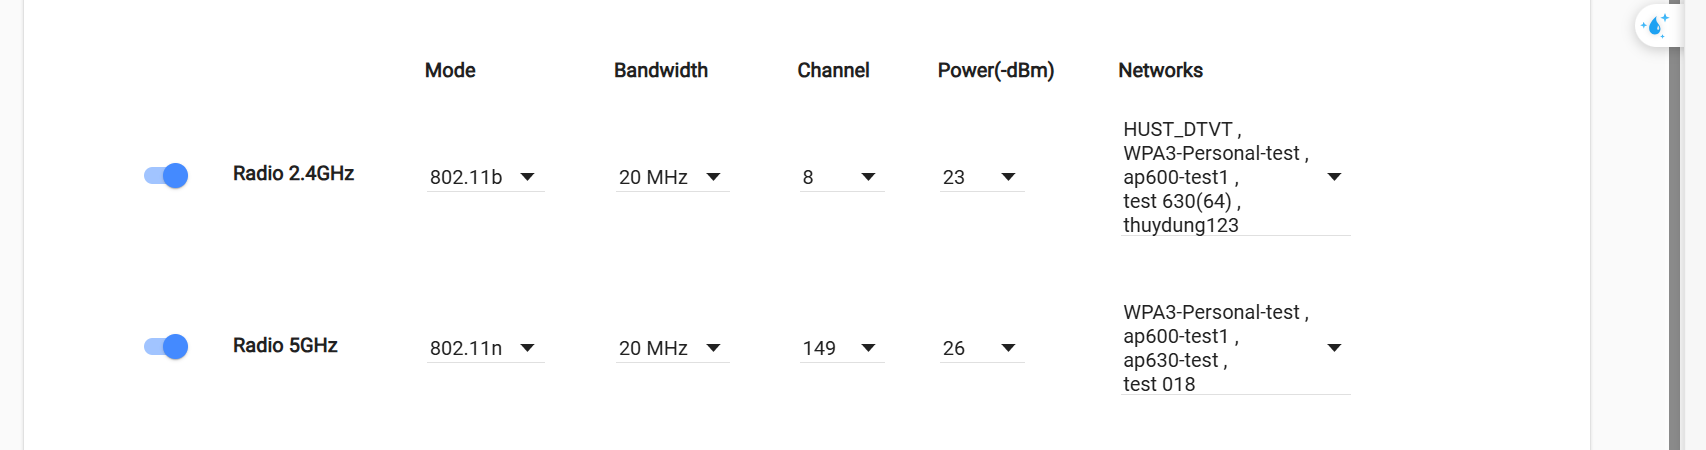 Mode Bandwidth Channel Power(-dBm) Networks
Radio 2.4GHz 802.11b 20 MHz 8 23
HUST_DTVT ,
WPA3-Personal-test ,
ap600-test1 ,
test 630(64) ,
thuydung123
Radio 5GHz 802.11n 20 MHz 149 26
WPA3-Personal-test ,
ap600-test1 ,
ap630-test ,
test 018